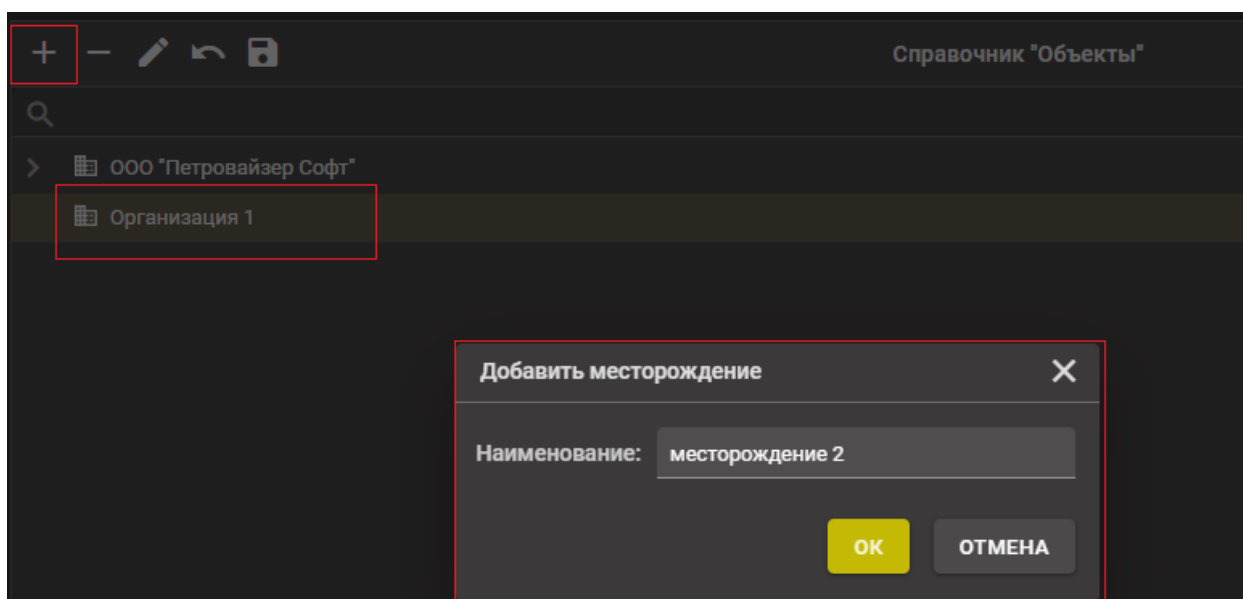 Справочник "Объекты"
ООО "Петровайзер Софт"
Организация 1
Добавить месторождение
Наименование: месторождение 2
ОК ОТМЕНА